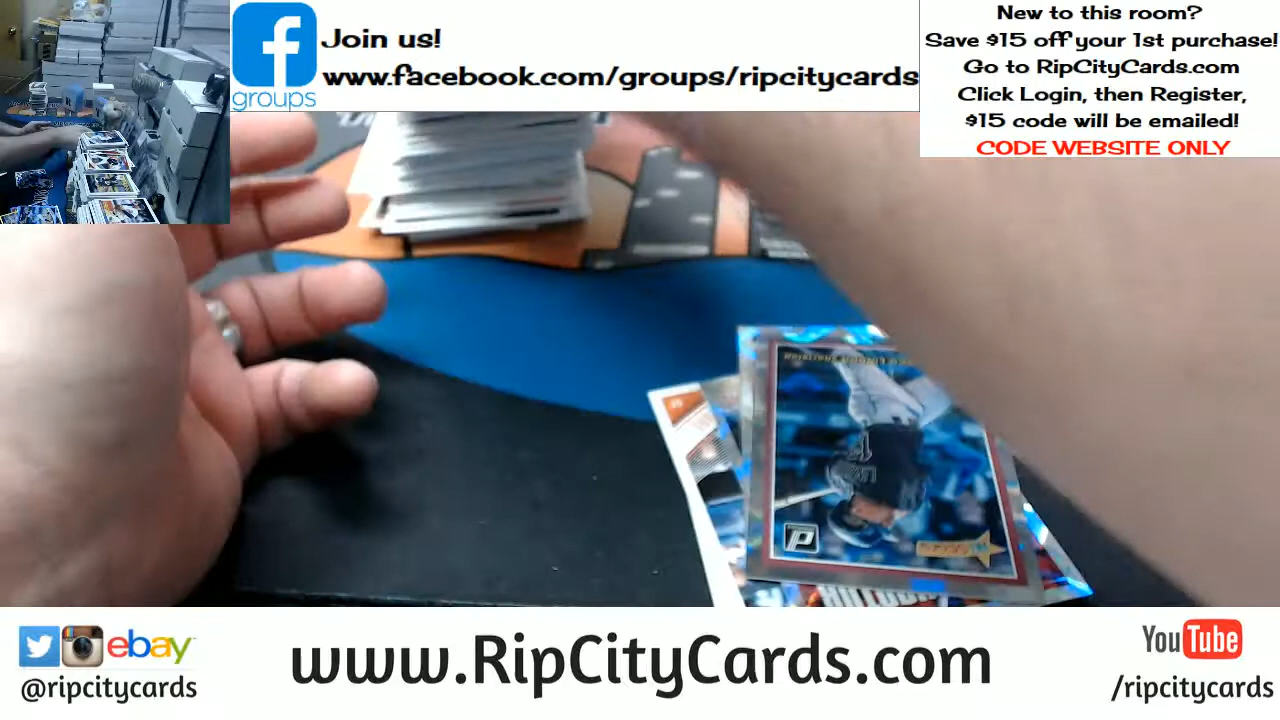 Join us!
groups
www.facebook.com/groups/ripcitycards
New to this room?
Save $15 off your 1st purchase!
Go to RipCityCards.com
Click Login, then Register,
$15 code will be emailed!
CODE WEBSITE ONLY
ebay
@ripcitycards
www.RipCityCards.com
YouTube
/ripcitycards